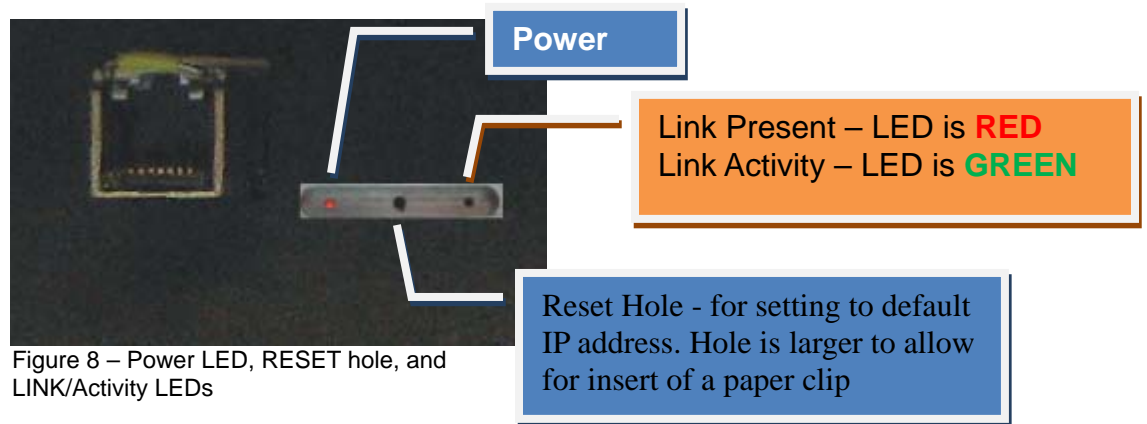 Power
Link Present – LED is RED
Link Activity – LED is GREEN
Reset Hole - for setting to default
IP address. Hole is larger to allow
for insert of a paper clip
Figure 8 – Power LED, RESET hole, and
LINK/Activity LEDs